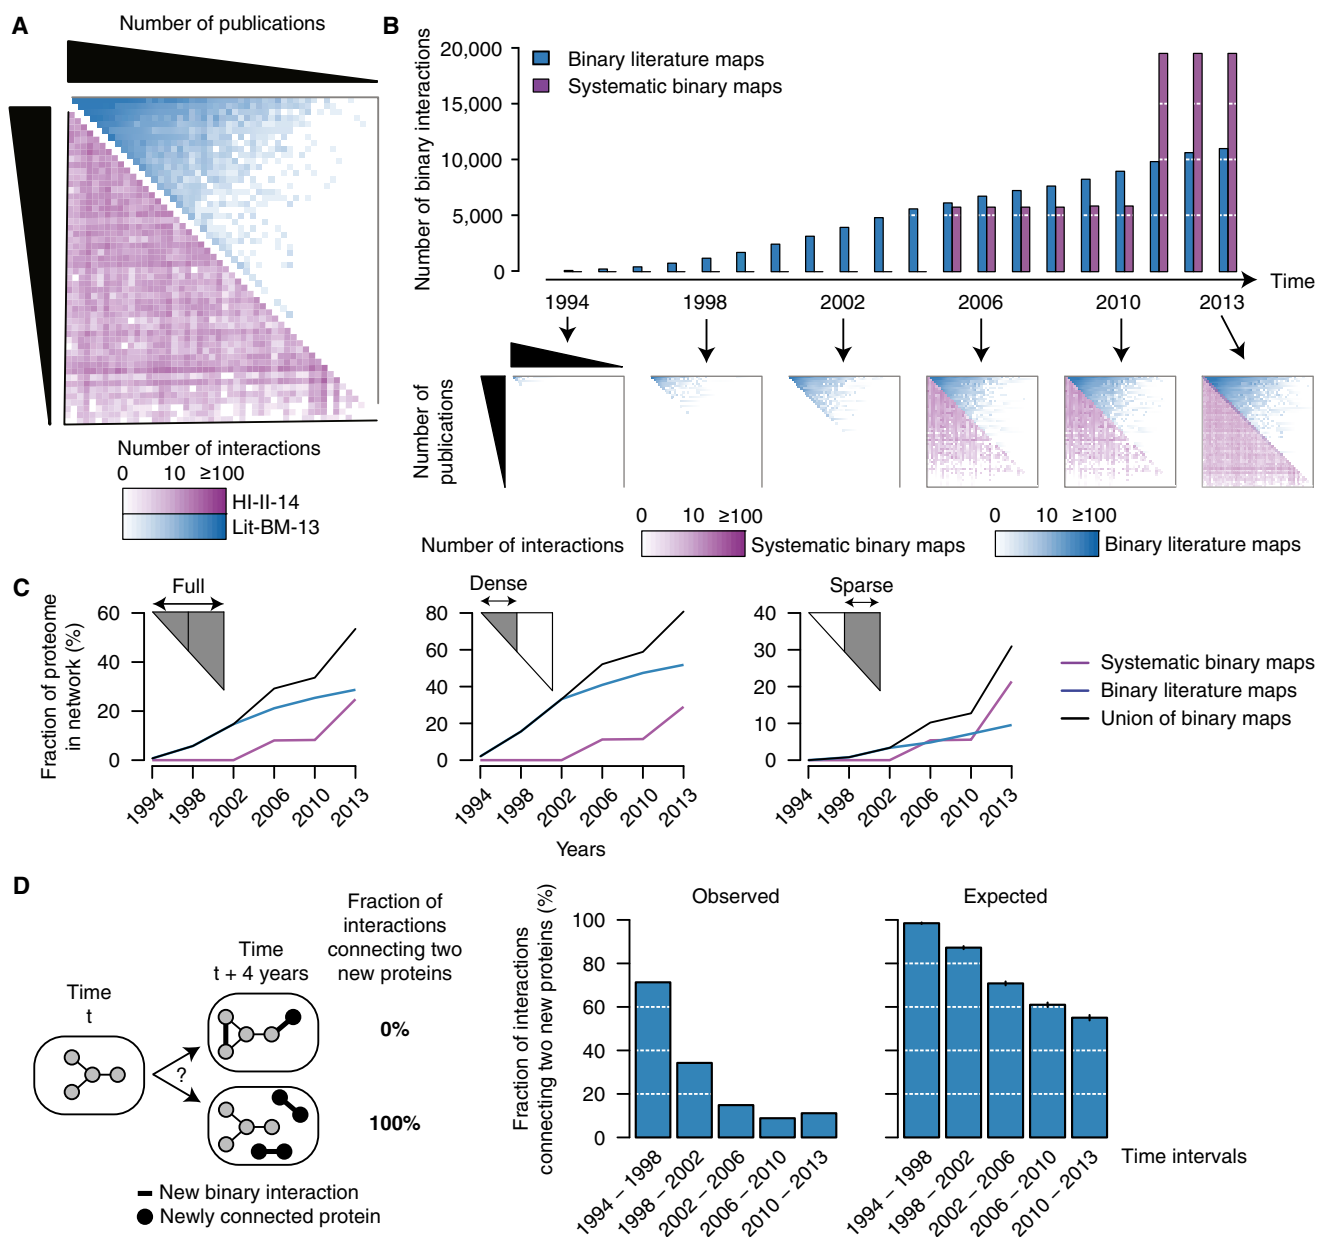 A
Number of publications
Number of interactions
0 10 ≥100
HI-II-14
Lit-BM-13
B
Number of binary interactions
20,000
15,000
10,000
5,000
0
Binary literature maps
Systematic binary maps
1994 1998 2002 2006 2010 2013
Time
Number of
publications
Number of interactions
0 10 ≥100
Systematic binary maps
0 10 ≥100
Binary literature maps
C
Fraction of proteome
in network (%)
Full
60
40
20
0
1994 1998 2002 2006 2010 2013
Dense
80
60
40
20
0
1994 1998 2002 2006 2010 2013
Years
Sparse
40
30
20
10
0
1994 1998 2002 2006 2010 2013
Systematic binary maps
Binary literature maps
Union of binary maps
D
Time
t
?
Time
t + 4 years
Fraction of
interactions
connecting two
new proteins
0%
100%
New binary interaction
Newly connected protein
Fraction of interactions
connecting two new proteins (%)
Observed
100
80
60
40
20
0
1994 – 1998
1998 – 2002
2002 – 2006
2006 – 2010
2010 – 2013
Expected
1994 – 1998
1998 – 2002
2002 – 2006
2006 – 2010
2010 – 2013
Time intervals